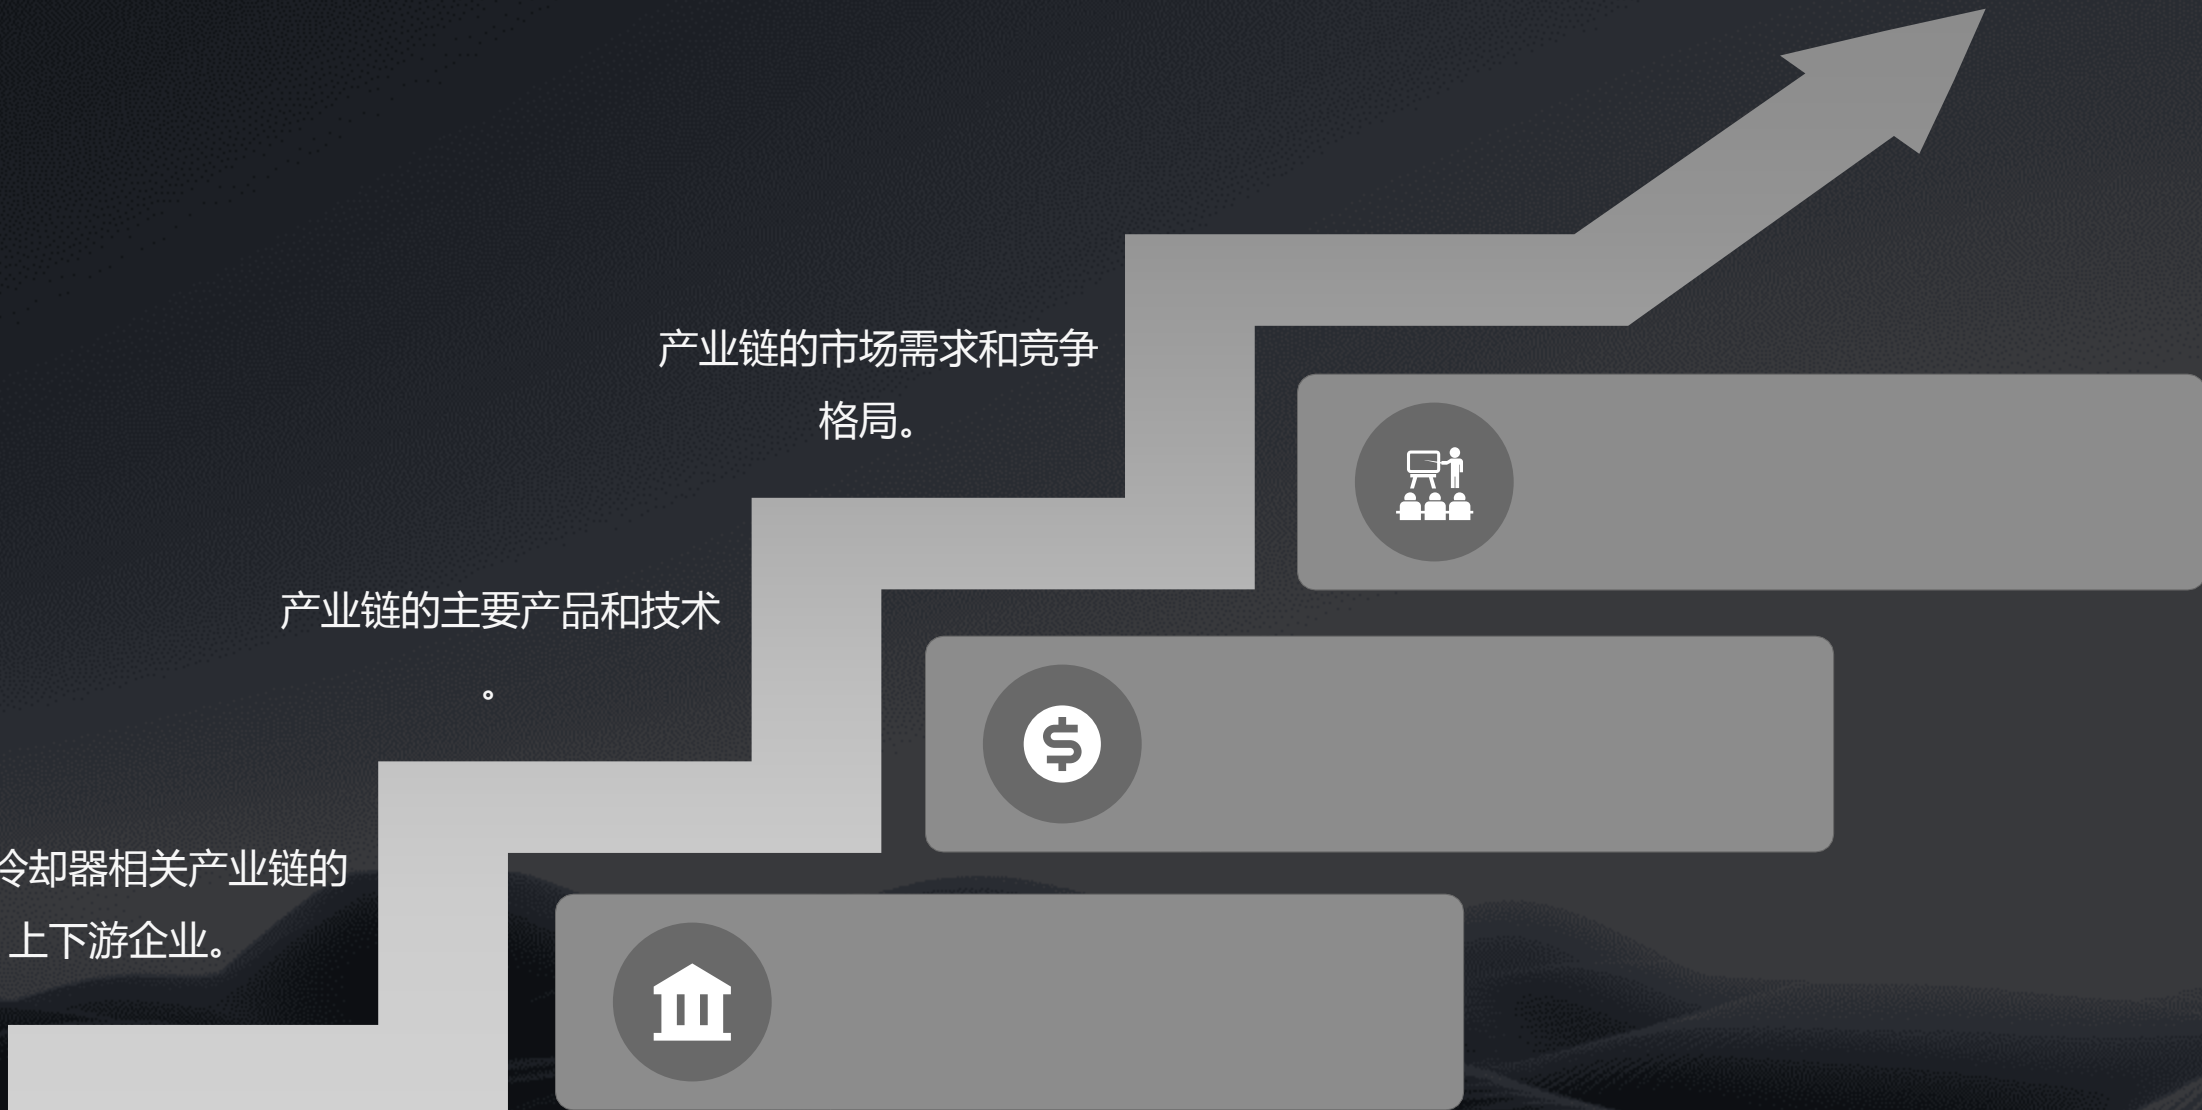 产业链的市场需求和竞争
格局。
产业链的主要产品和技术
。
冷却器相关产业链的
上下游企业。